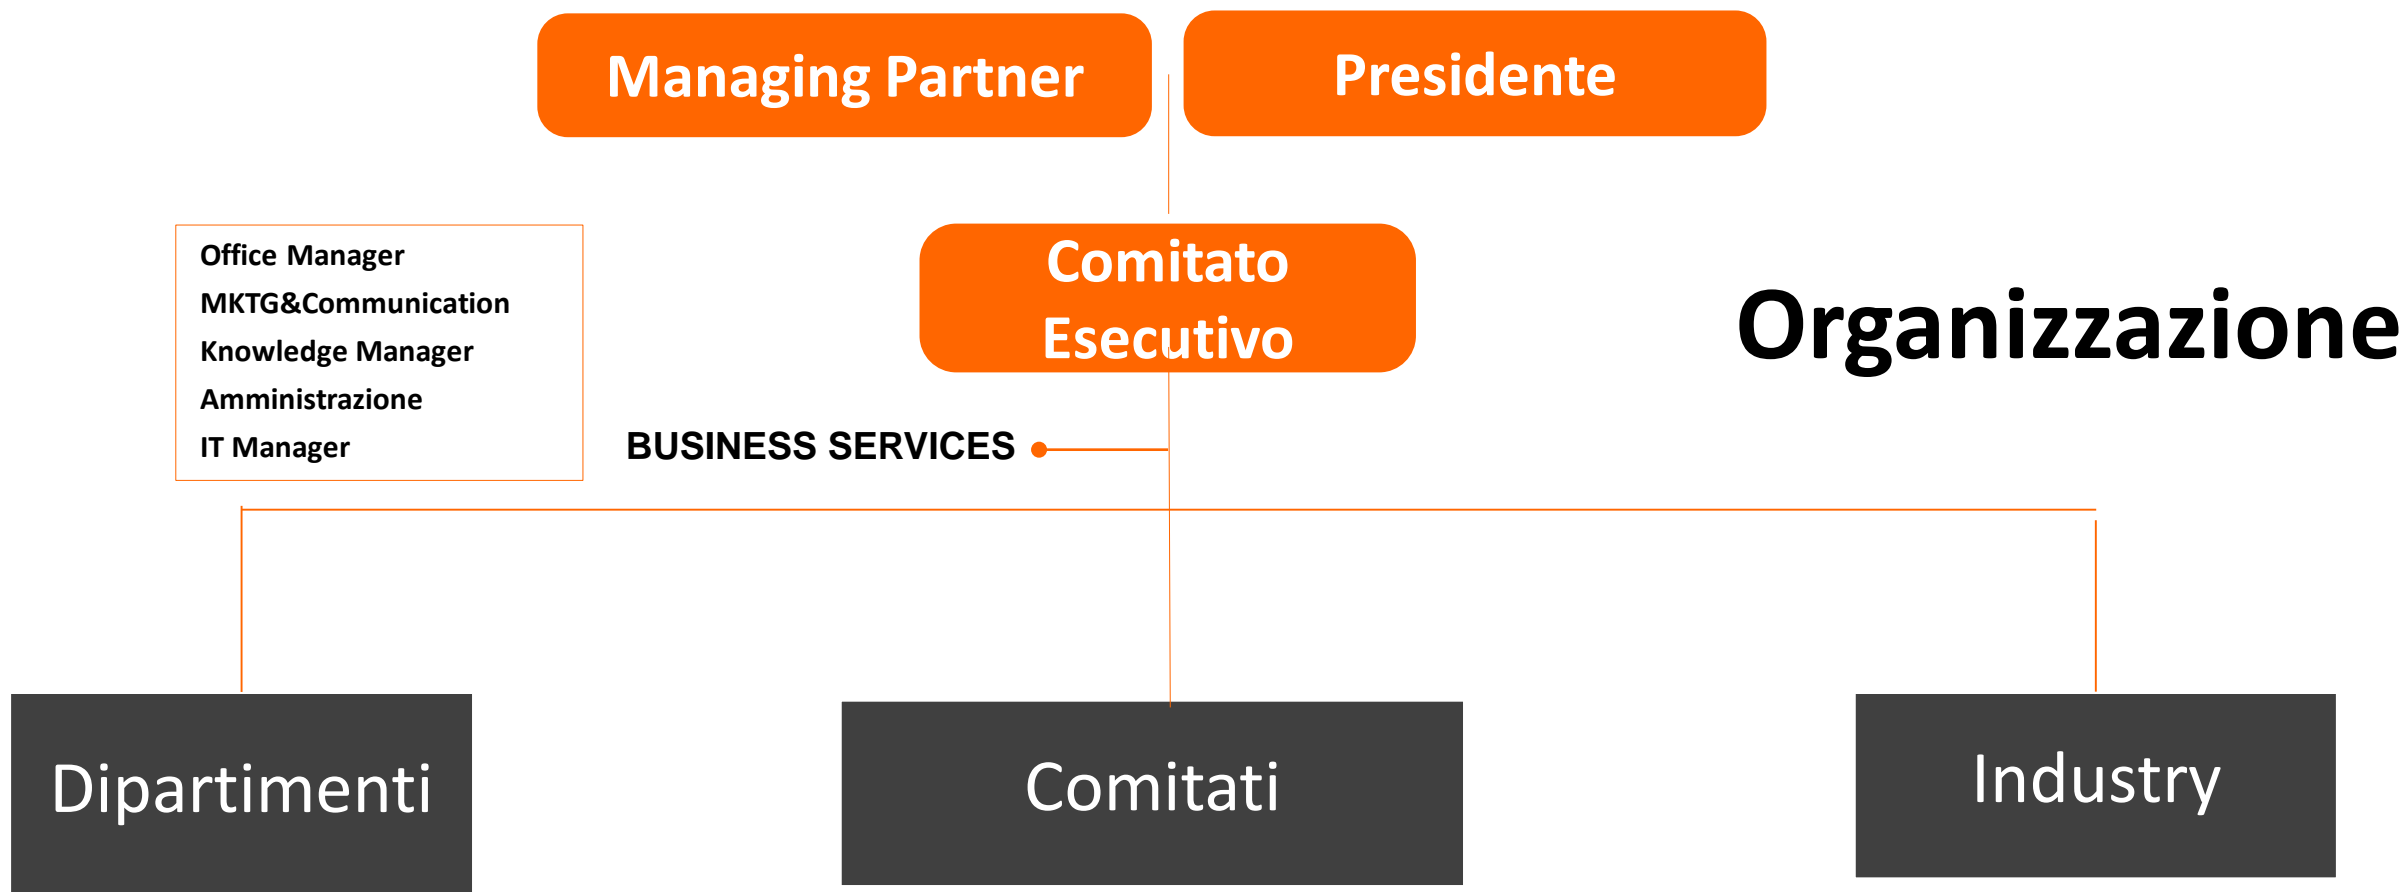 Managing Partner
Presidente
Comitato
Esecutivo
Organizzazione
Office Manager
MKTG&Communication
Knowledge Manager
Amministrazione
IT Manager
BUSINESS SERVICES
Dipartimenti
Comitati
Industry